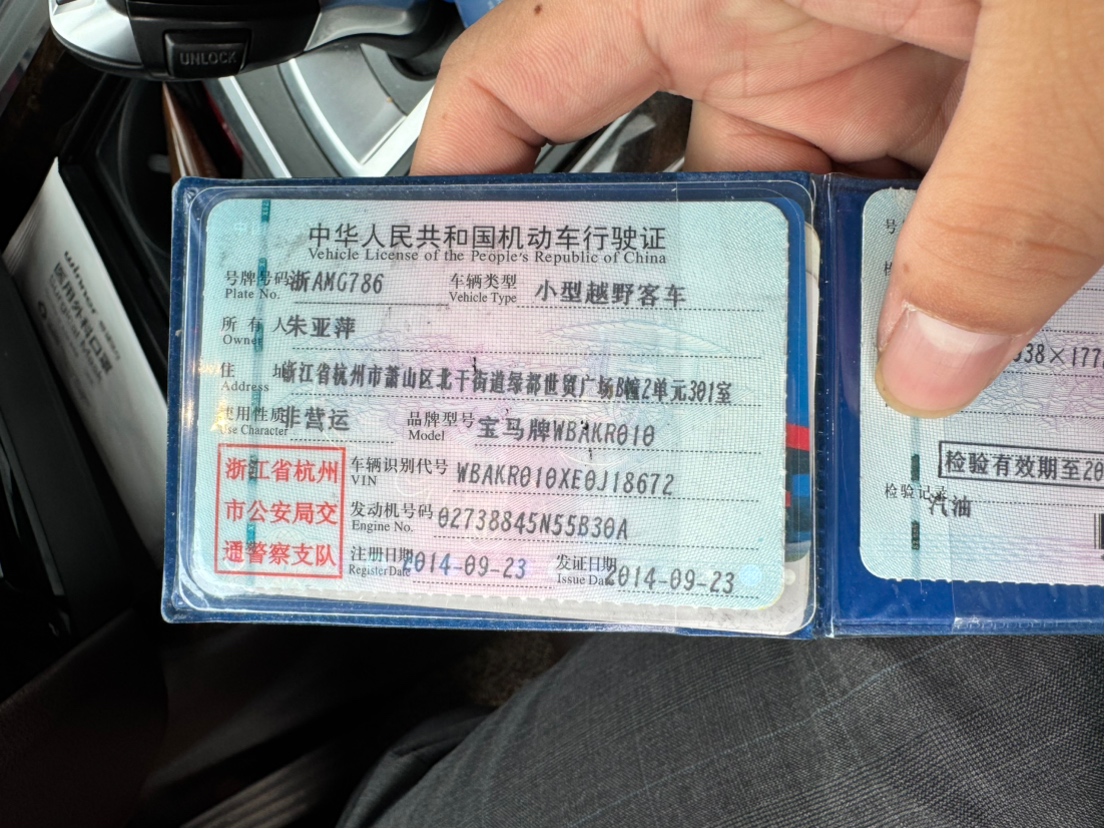 UNLOCK
winner
医用外科口罩
中华人民共和国机动车行驶证
Vehicle License of the People's Republic of China
号牌号码 浙AMG786 车辆类型 小型越野客车
Plate No. Vehicle Type
所有人 朱亚萍
Owner
住址 浙江省杭州市萧山区北干街道绿都世贸广场B幢2单元301室
Address
使用性质 非营运 品牌型号 宝马牌WBAKR010
Use Character Model
浙江省杭州
市公安局交
通警察支队
车辆识别代号 WBAKR010XE0J18672
VIN
发动机号码 02738845N55B30A
Engine No.
注册日期 2014-09-23 发证日期 2014-09-23
Register Date Issue Date
38×177
检验有效期至20
检验记录
汽油